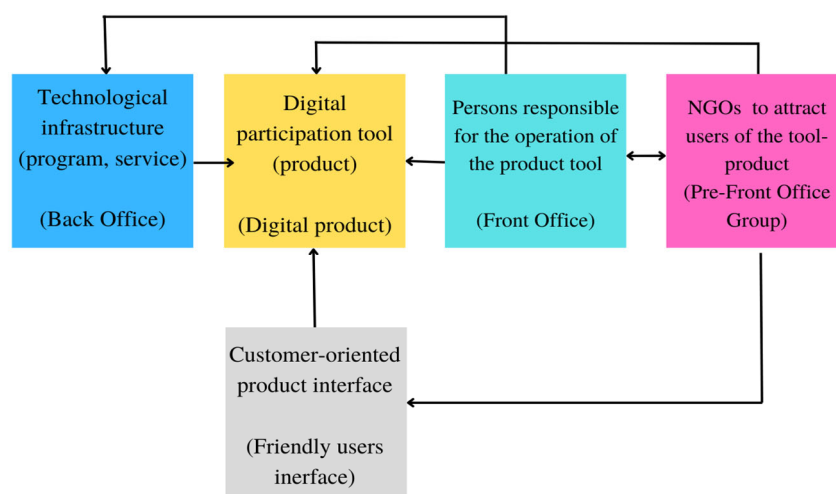 Technological
infrastructure
(program, service)
(Back Office)
Digital
participation tool
(product)
(Digital product)
Persons responsible
for the operation of
the product tool
(Front Office)
NGOs to attract
users of the tool-
product
(Pre-Front Office
Group)
Customer-oriented
product interface
(Friendly users
inerface)